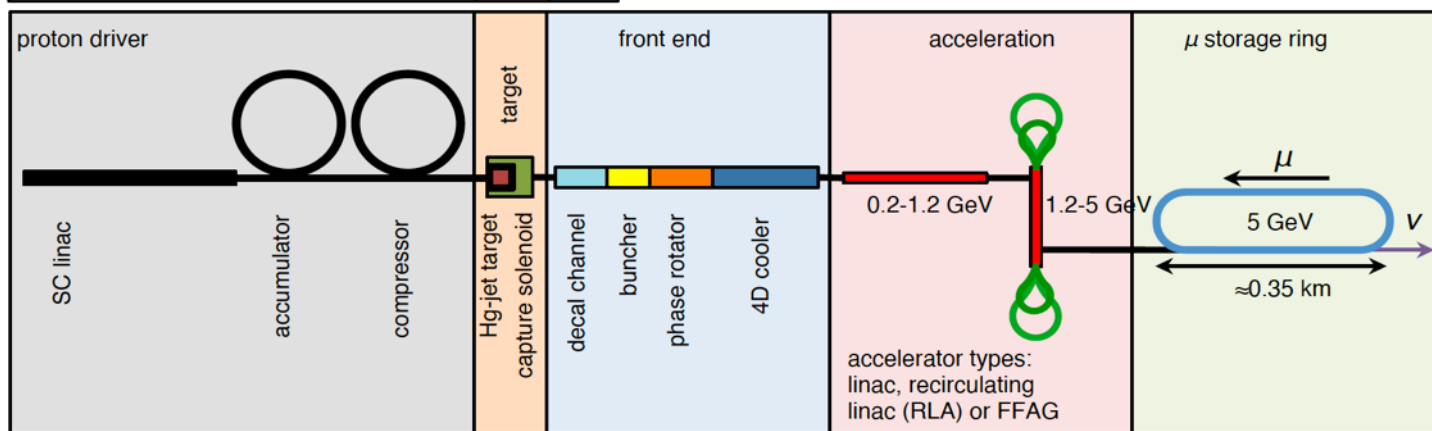 proton driver
target
front end
acceleration
μ storage ring
SC linac
accumulator
compressor
Hg-jet target
capture solenoid
decal channel
buncher
phase rotator
4D cooler
0.2-1.2 GeV
1.2-5 GeV
accelerator types:
linac, recirculating
linac (RLA) or FFAG
μ
5 GeV
ν
≈0.35 km